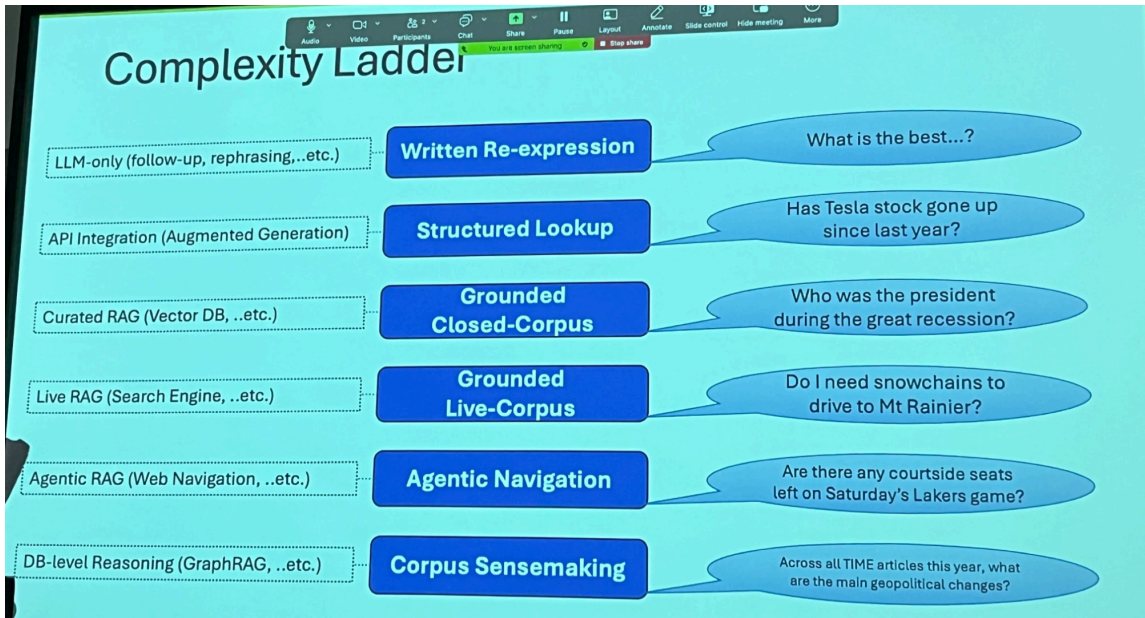 Audio
Video
Participants
2
Chat
Share
Pause
Layout
Annotate
Slide control
Hide meeting
More
You are screen sharing
Stop share
Complexity Ladder
LLM-only (follow-up, rephrasing,..etc.)
Written Re-expression
What is the best...?
API Integration (Augmented Generation)
Structured Lookup
Has Tesla stock gone up
since last year?
Curated RAG (Vector DB, ..etc.)
Grounded
Closed-Corpus
Who was the president
during the great recession?
Live RAG (Search Engine, ..etc.)
Grounded
Live-Corpus
Do I need snowchains to
drive to Mt Rainier?
Agentic RAG (Web Navigation, ..etc.)
Agentic Navigation
Are there any courtside seats
left on Saturday's Lakers game?
DB-level Reasoning (GraphRAG, ..etc.)
Corpus Sensemaking
Across all TIME articles this year, what
are the main geopolitical changes?